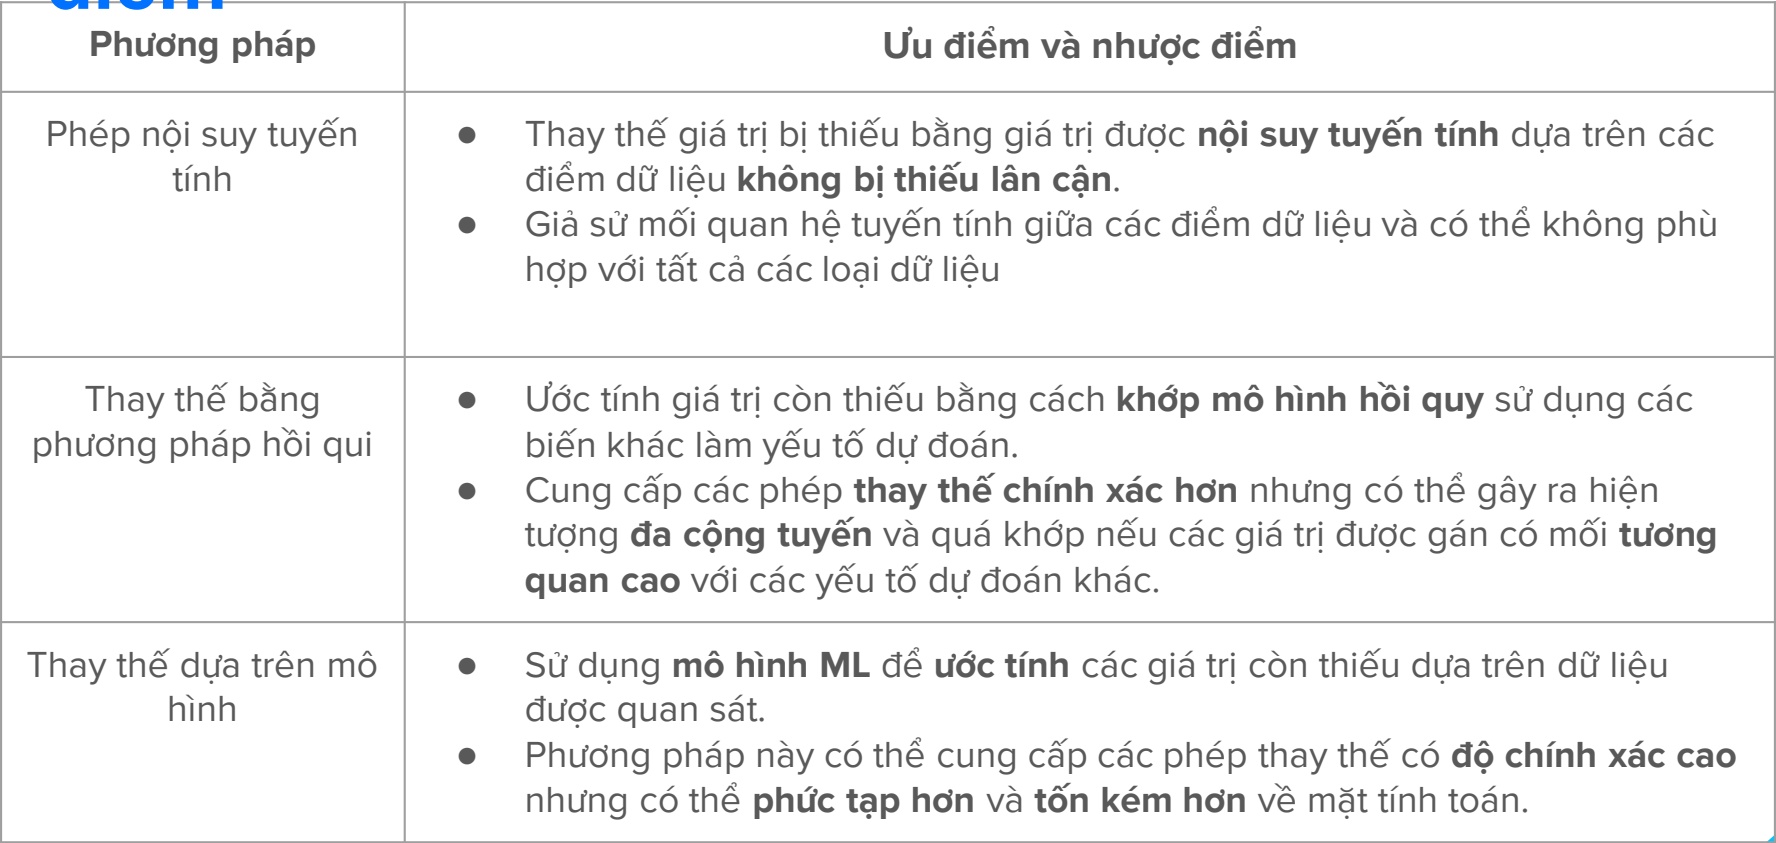 Phương pháp
Ưu điểm và nhược điểm
Phép nội suy tuyến
tính
● Thay thế giá trị bị thiếu bằng giá trị được nội suy tuyến tính dựa trên các
điểm dữ liệu không bị thiếu lân cận.
● Giả sử mối quan hệ tuyến tính giữa các điểm dữ liệu và có thể không phù
hợp với tất cả các loại dữ liệu
Thay thế bằng
phương pháp hồi qui
● Ước tính giá trị còn thiếu bằng cách khớp mô hình hồi quy sử dụng các
biến khác làm yếu tố dự đoán.
● Cung cấp các phép thay thế chính xác hơn nhưng có thể gây ra hiện
tượng đa cộng tuyến và quá khớp nếu các giá trị được gán có mối tương
quan cao với các yếu tố dự đoán khác.
Thay thế dựa trên mô
hình
● Sử dụng mô hình ML để ước tính các giá trị còn thiếu dựa trên dữ liệu
được quan sát.
● Phương pháp này có thể cung cấp các phép thay thế có độ chính xác cao
nhưng có thể phức tạp hơn và tốn kém hơn về mặt tính toán.